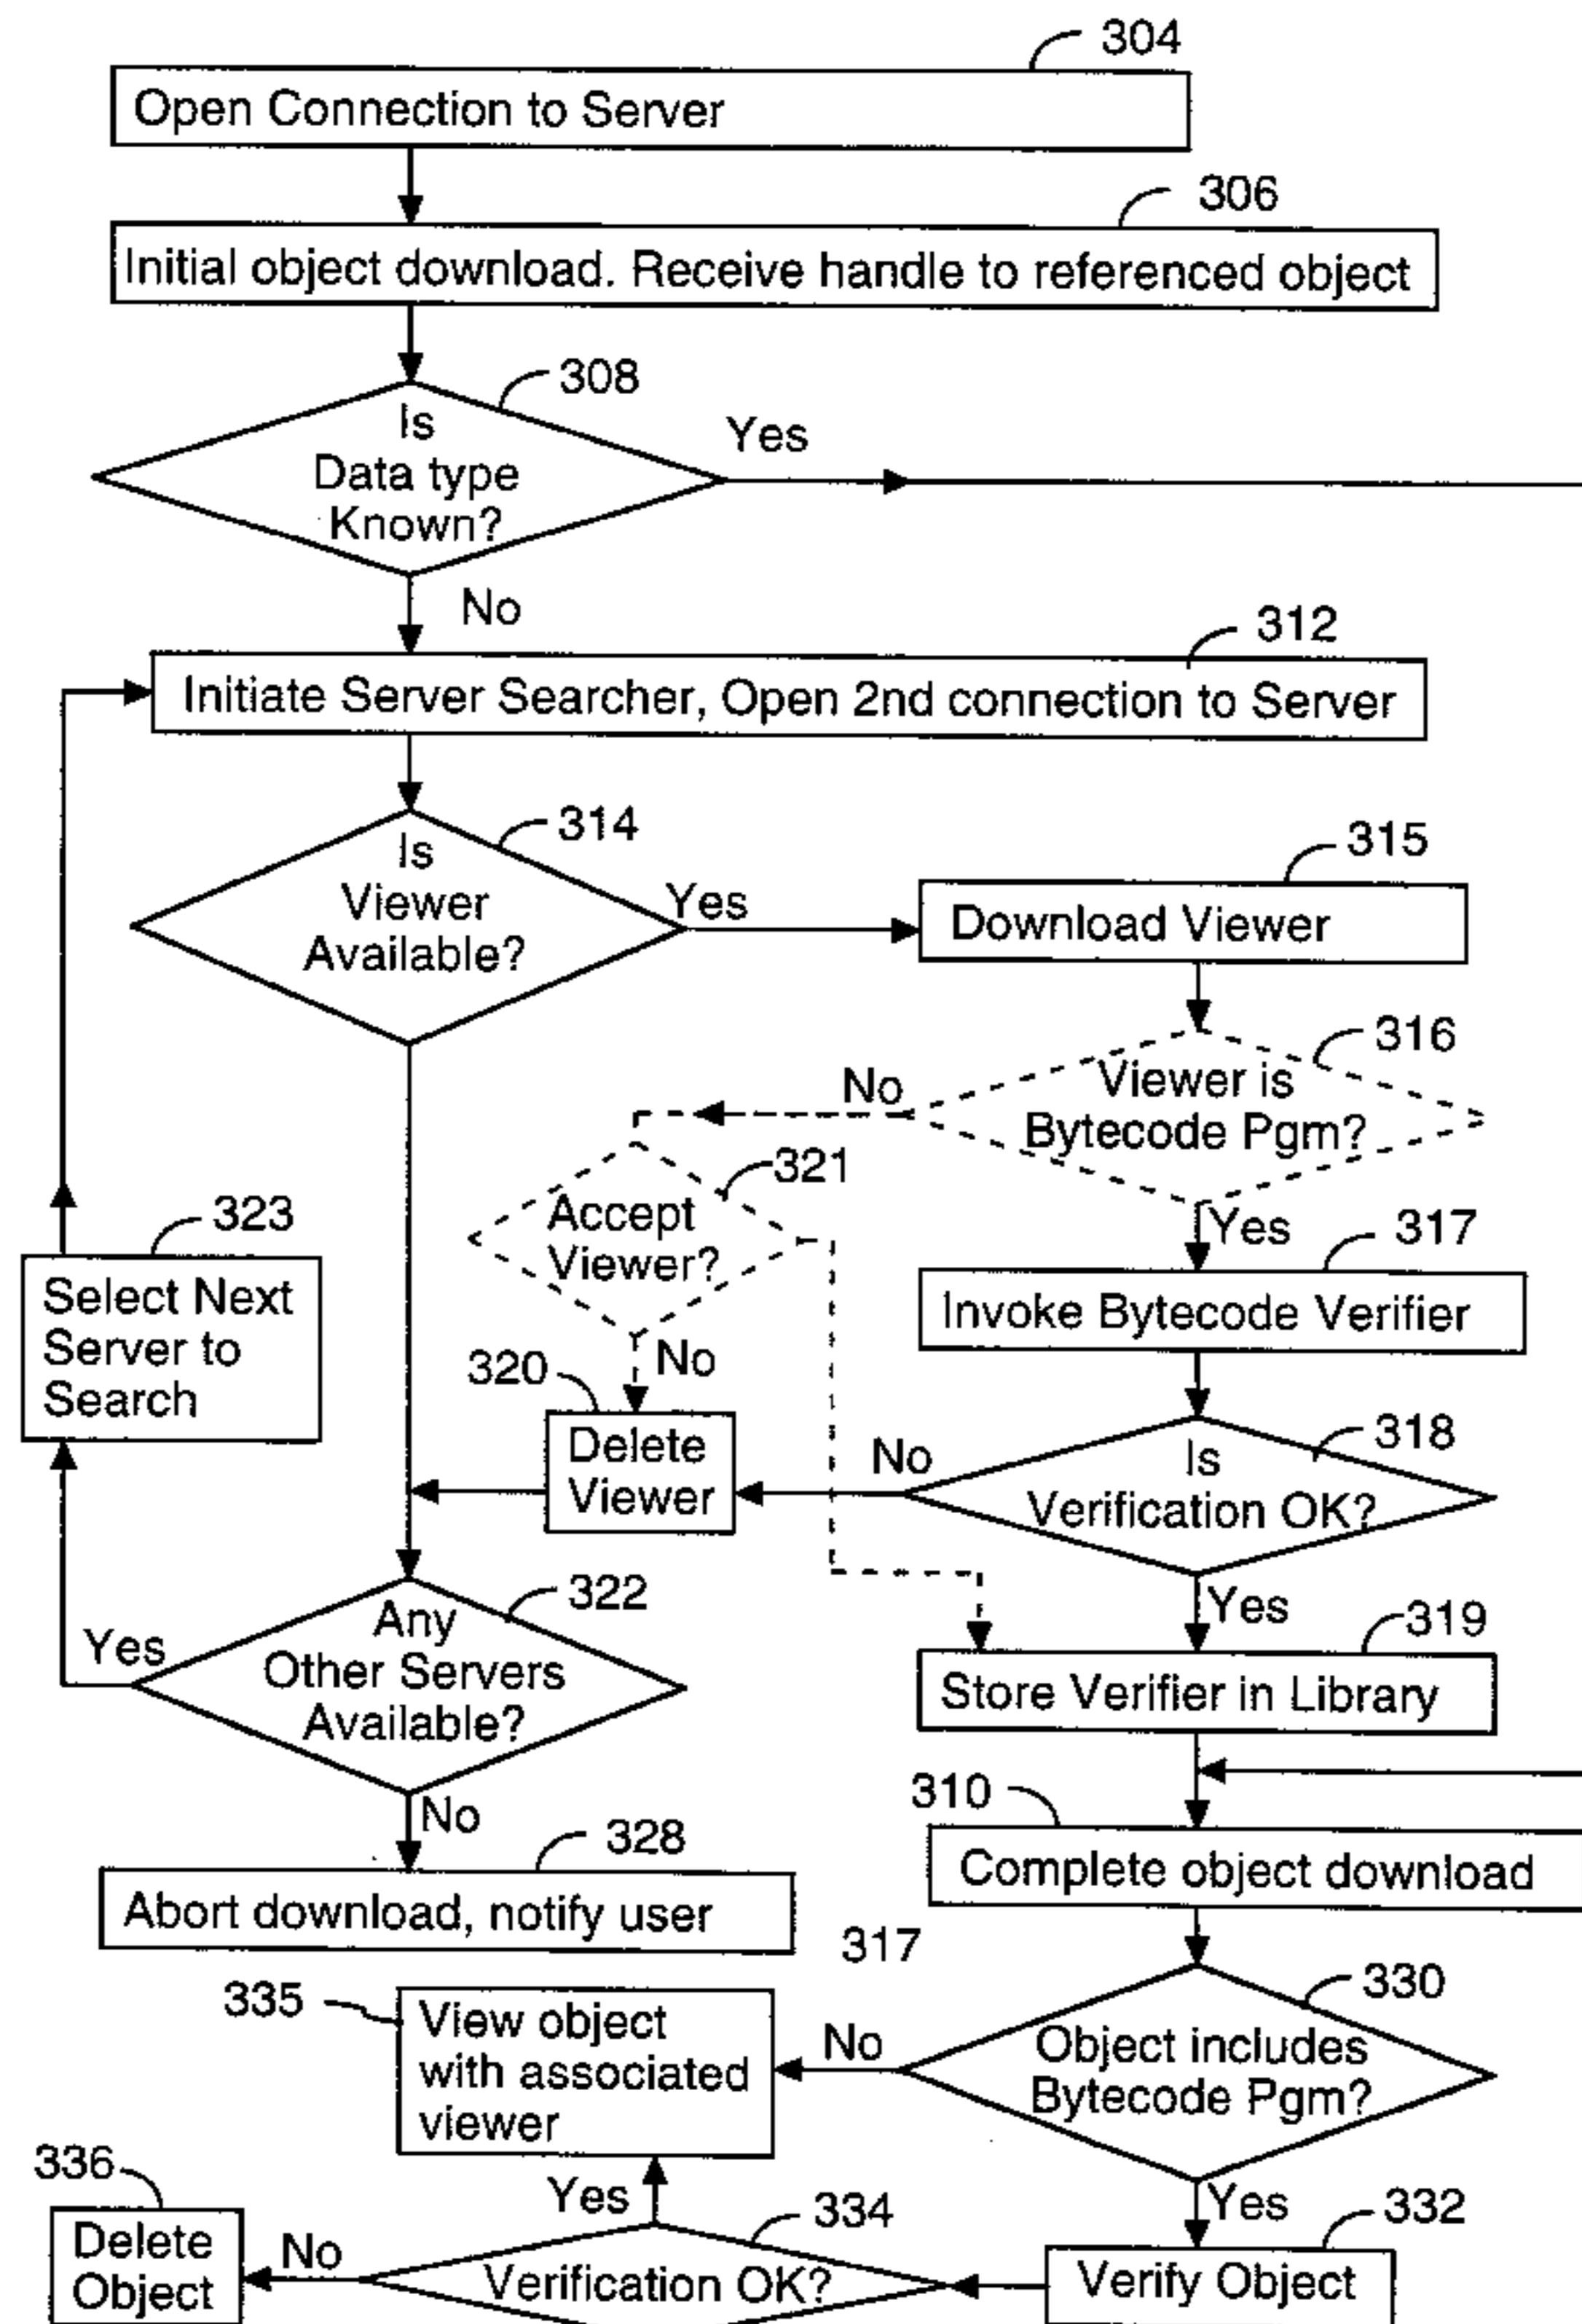 304
Open Connection to Server
306
Initial object download. Receive handle to referenced object
308
Is
Data type
Known?
Yes
No
312
Initiate Server Searcher, Open 2nd connection to Server
314
Is
Viewer
Available?
Yes
315
Download Viewer
316
Viewer is
Bytecode Pgm?
No
Yes
321
Accept
Viewer?
No
317
Invoke Bytecode Verifier
323
Select Next
Server to
Search
320
Delete
Viewer
318
Is
Verification OK?
No
Yes
322
Any
Other Servers
Available?
Yes
No
319
Store Verifier in Library
310
Complete object download
328
Abort download, notify user
317
330
Object includes
Bytecode Pgm?
No
Yes
335
View object
with associated
viewer
336
Delete
Object
No
Yes
334
Verification OK?
332
Verify Object